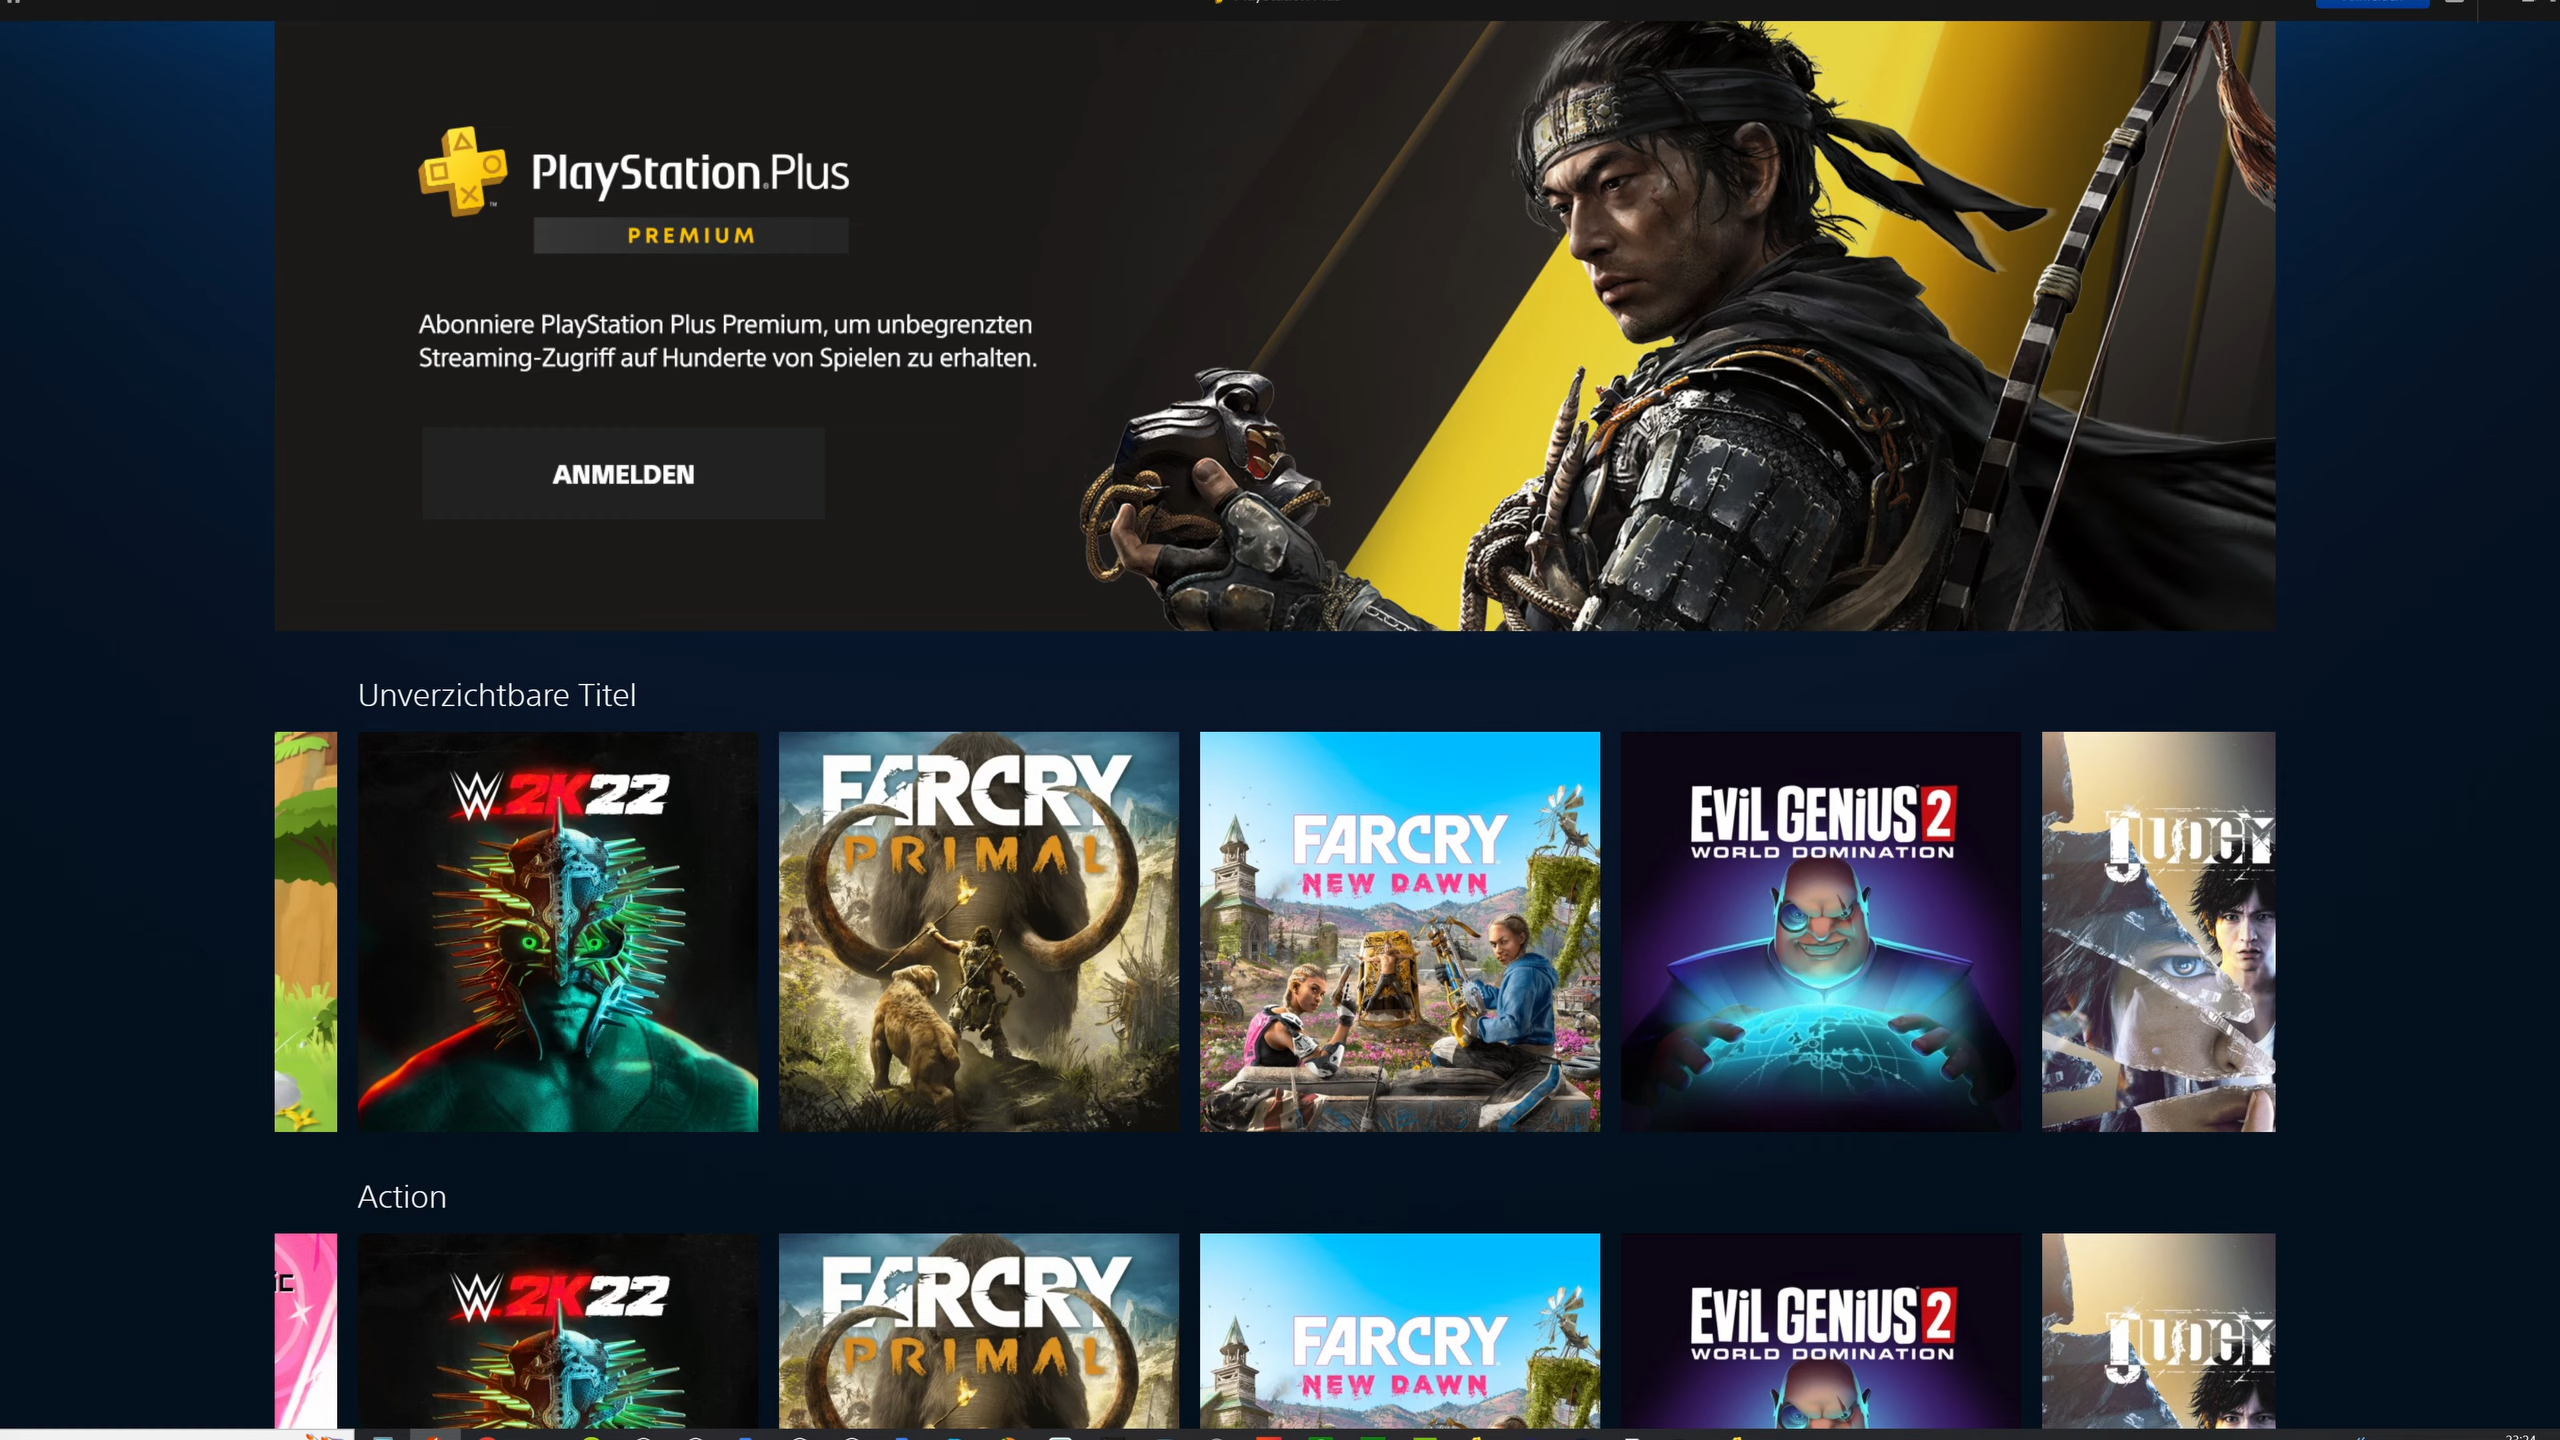 PlayStation.Plus
PREMIUM
Abonniere PlayStation Plus Premium, um unbegrenzten
Streaming-Zugriff auf Hunderte von Spielen zu erhalten.
ANMELDEN
Unverzichtbare Titel
W 2K22
FARCRY
PRIMAL
FARCRY
NEW DAWN
EVIL GENIUS 2
WORLD DOMINATION
JUDGM
Action
W 2K22
FARCRY
PRIMAL
FARCRY
NEW DAWN
EVIL GENIUS 2
WORLD DOMINATION
JUDGM